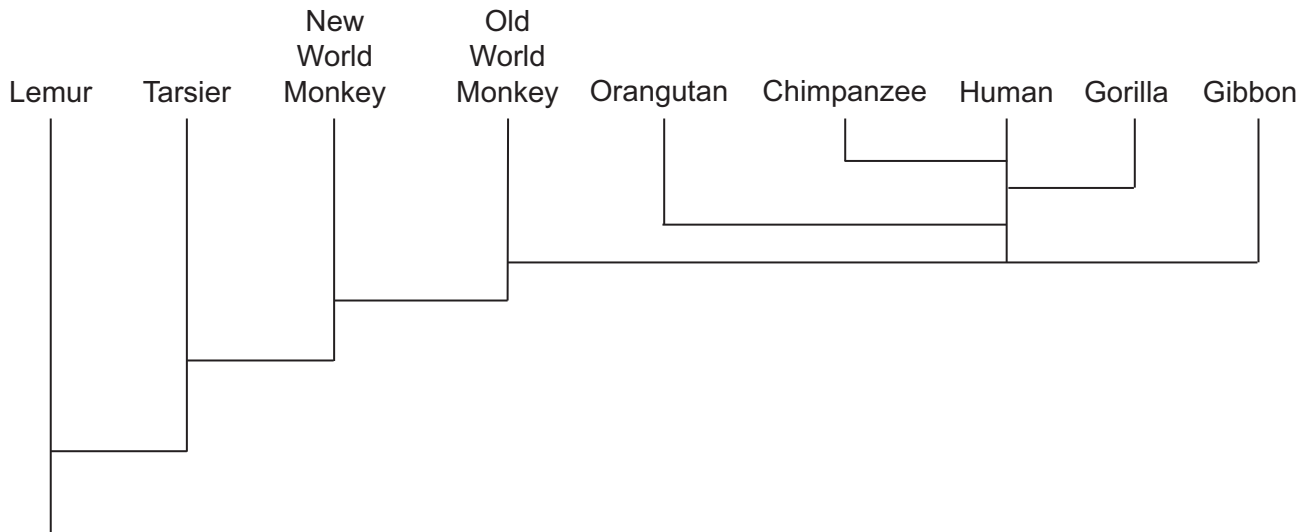 New
World
Monkey
Old
World
Monkey
Lemur
Tarsier
Orangutan
Chimpanzee
Human
Gorilla
Gibbon